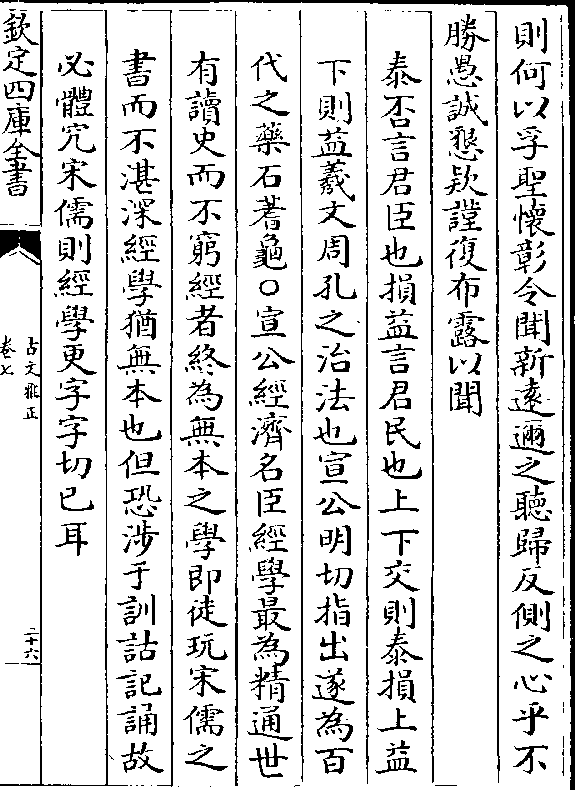 則何以孚聖懷彰令聞新遠邇之聽歸反側之心乎不
勝愚誠懇欵謹復布露以聞
泰否言君臣也損益言君民也上下交則泰損上益
下則益羲文周孔之治法也宣公明切指出遂為百
代之藥石蓍龜○宣公經濟名臣經學最為精通世
有讀史而不窮經者終為無本之學即徒玩宋儒之
書而不湛深經學猶無本也但恐涉于訓詁記誦故
必體宂宋儒則經學更字字切已耳
欽定四庫全書
古文雅正
卷七
二十六